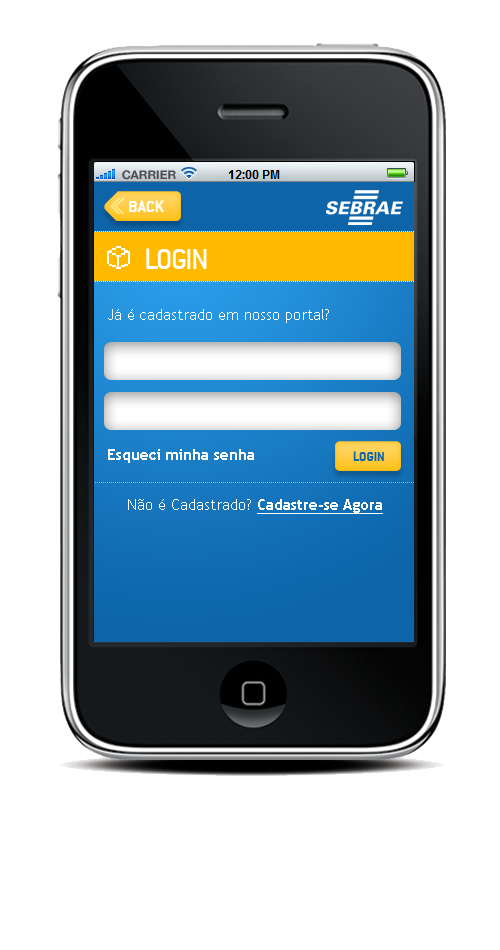 CARRIER 12:00 PM
BACK SEBRAE
LOGIN
Já é cadastrado em nosso portal?
Esqueci minha senha LOGIN
Não é Cadastrado? Cadastre-se Agora